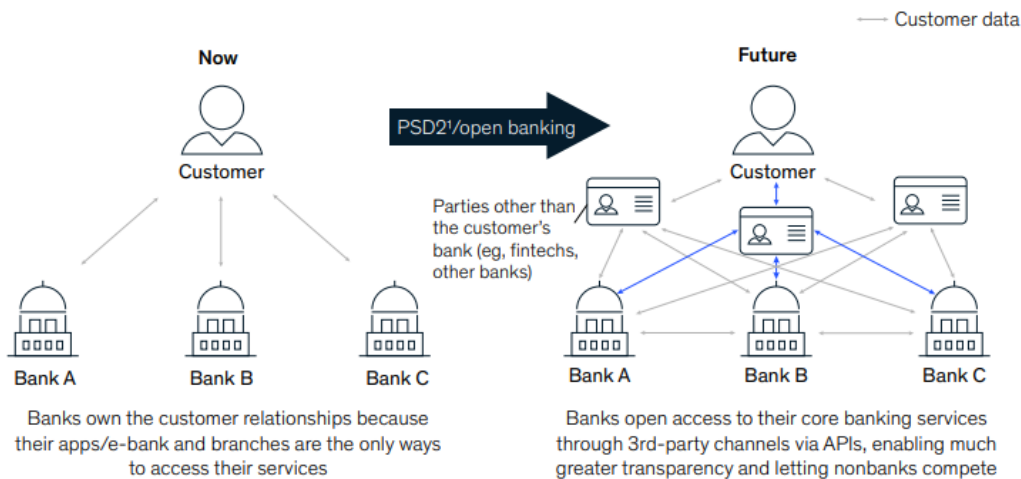 Customer data
Now
Future
PSD2¹/open banking
Customer
Customer
Parties other than
the customer's
bank (eg, fintechs,
other banks)
Bank A
Bank B
Bank C
Bank A
Bank B
Bank C
Banks own the customer relationships because
their apps/e-bank and branches are the only ways
to access their services
Banks open access to their core banking services
through 3rd-party channels via APIs, enabling much
greater transparency and letting nonbanks compete